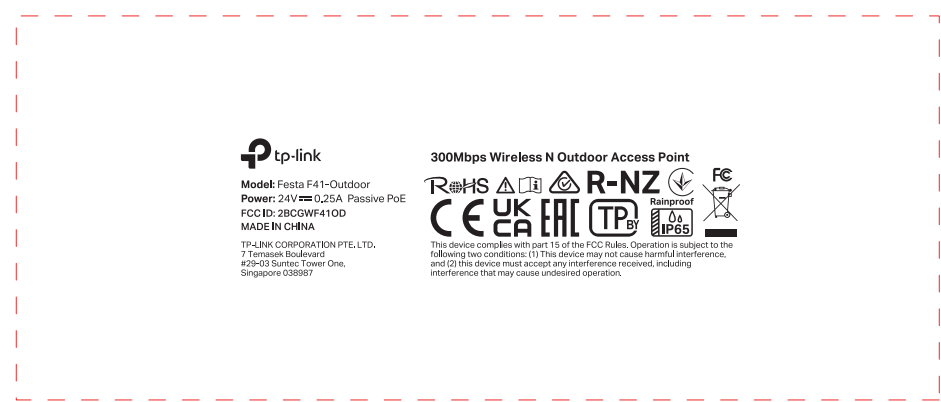 tp-link
Model: Festa F41-Outdoor
Power: 24V⎓0.25A Passive PoE
FCC ID: 2BCGWF41OD
MADE IN CHINA
TP-LINK CORPORATION PTE. LTD.
7 Temasek Boulevard
#29-03 Suntec Tower One,
Singapore 038987
300Mbps Wireless N Outdoor Access Point
RoHS R-NZ FC
CE UK CA EAC TP BY Rainproof IP65
This device complies with part 15 of the FCC Rules. Operation is subject to the
following two conditions: (1) This device may not cause harmful interference,
and (2) this device must accept any interference received, including
interference that may cause undesired operation.